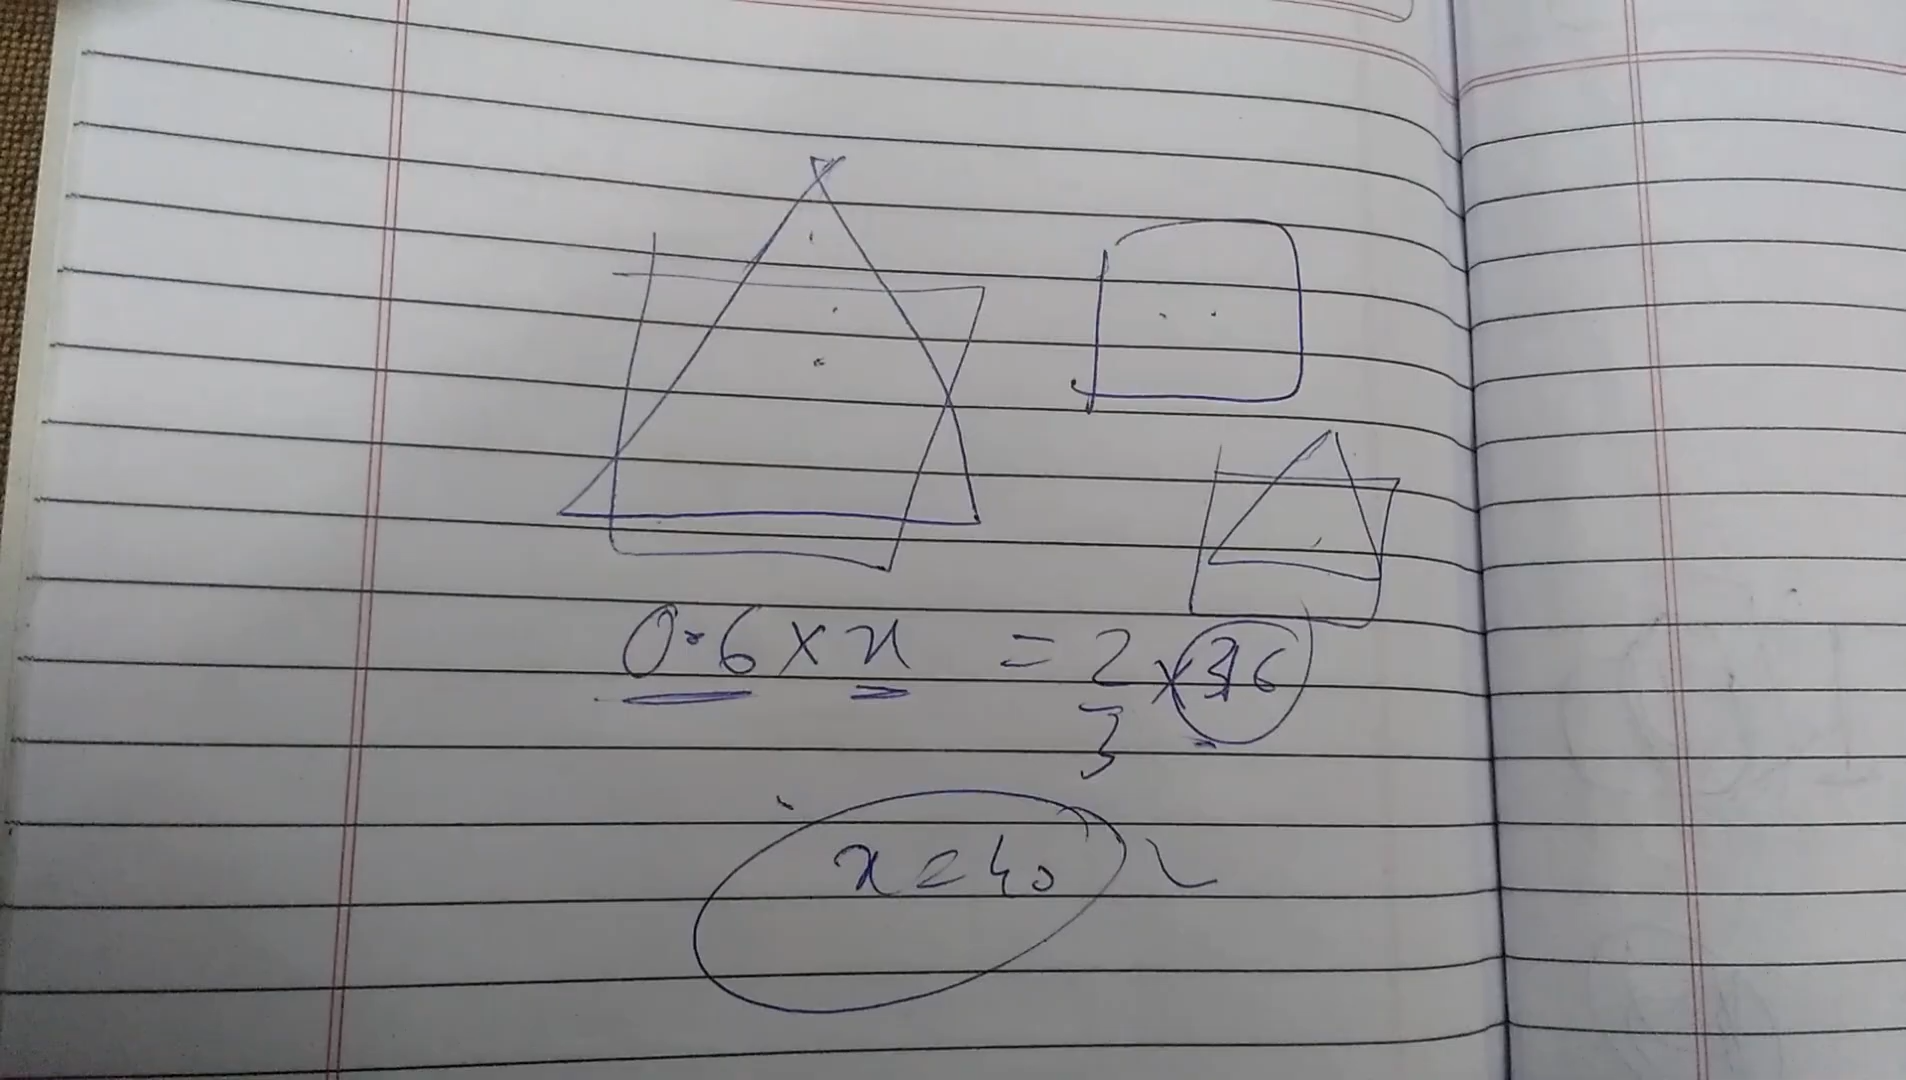 0.6 × x = 2/3 × 36
x = 40